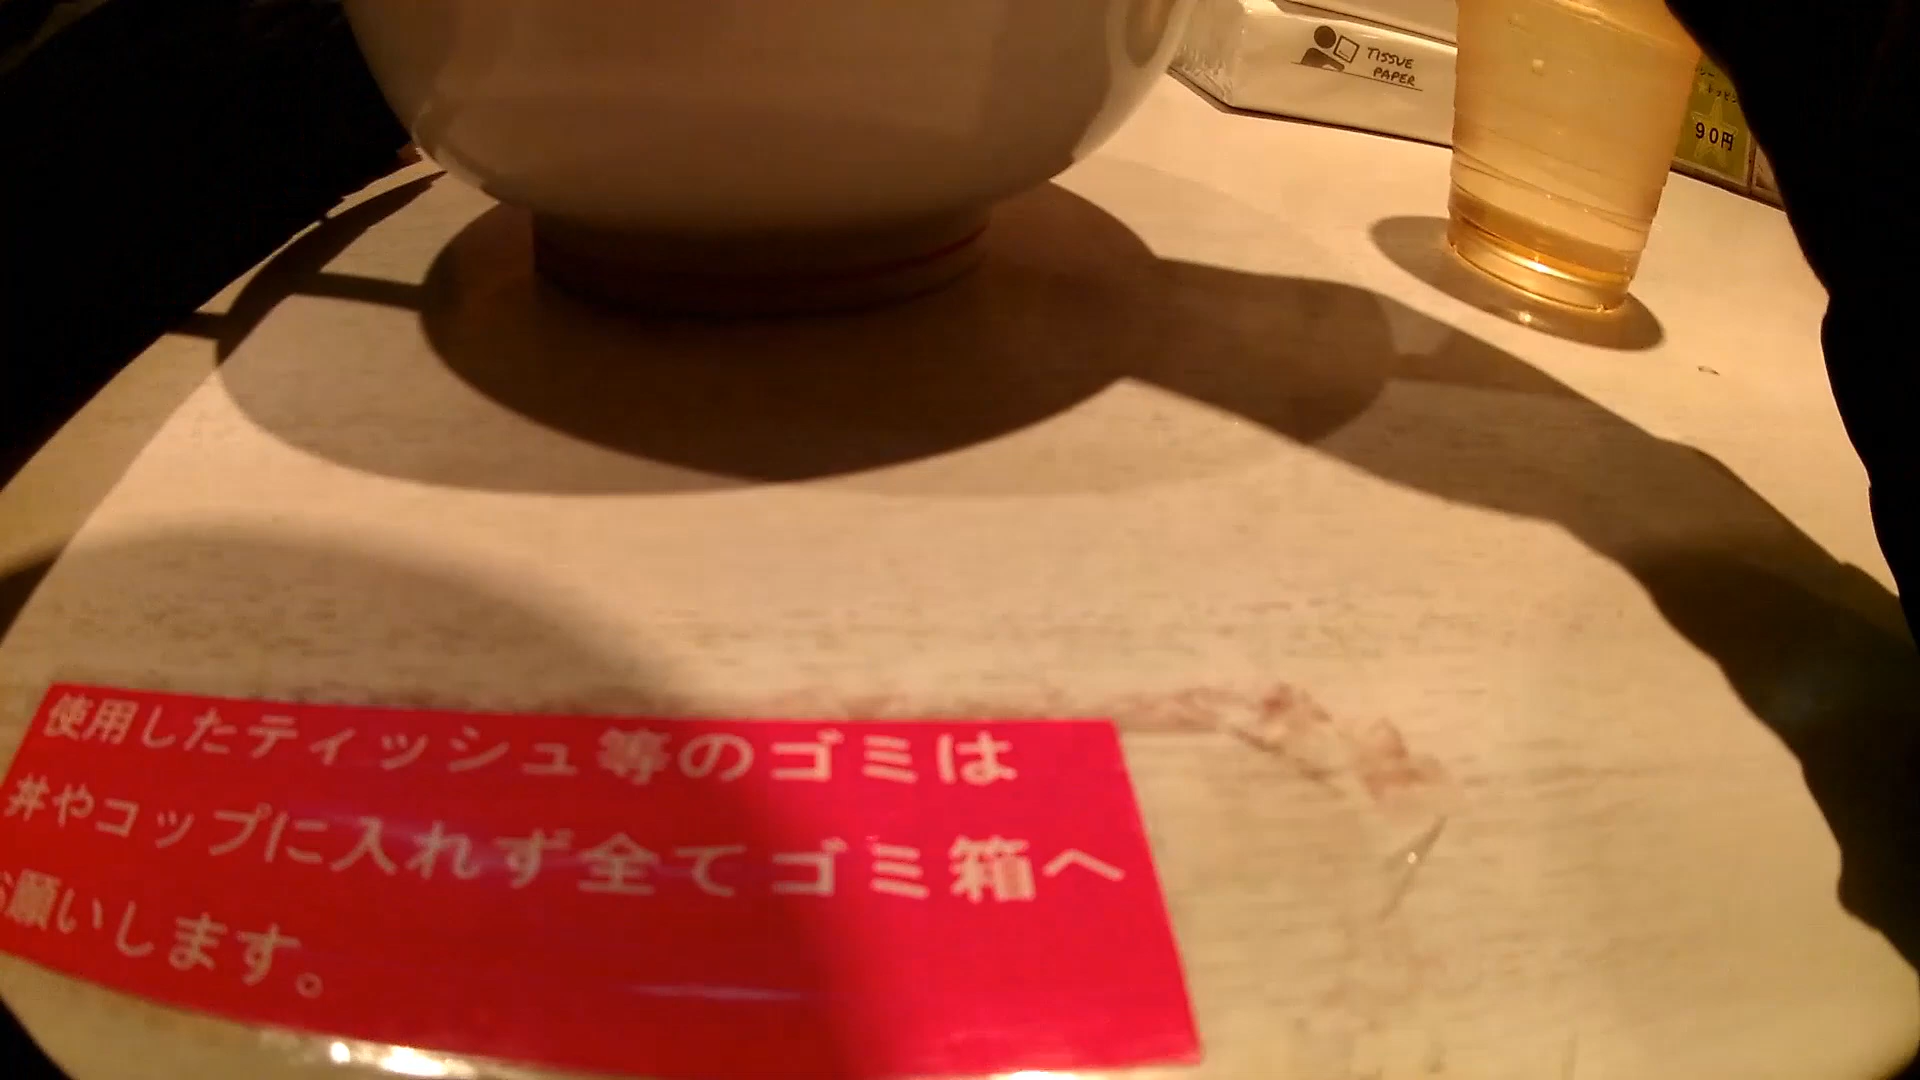 TISSUE
PAPER
90円
使用したティッシュ等のゴミは
丼やコップに入れず全てゴミ箱へ
お願いします。